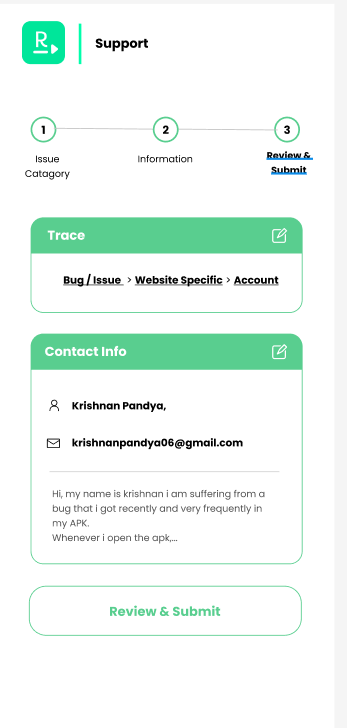 R
Support
1
2
3
Issue
Catagory
Information
Review &
Submit
Trace
Bug / Issue > Website Specific > Account
Contact Info
Krishnan Pandya,
krishnanpandya06@gmail.com
Hi, my name is krishnan i am suffering from a
bug that i got recently and very frequently in
my APK.
Whenever i open the apk,...
Review & Submit